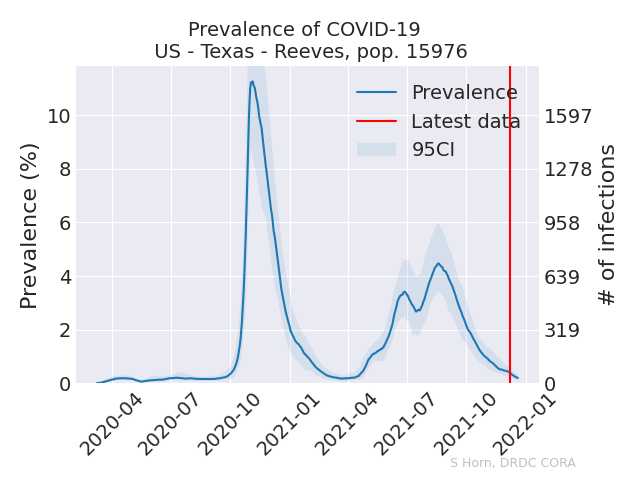 Prevalence of COVID-19
US - Texas - Reeves, pop. 15976
Prevalence (%)
10
8
6
4
2
0
Prevalence
Latest data
95CI
1597
1278
958
639
319
0
# of infections
2020-04
2020-07
2020-10
2021-01
2021-04
2021-07
2021-10
2022-01
S Horn, DRDC CORA